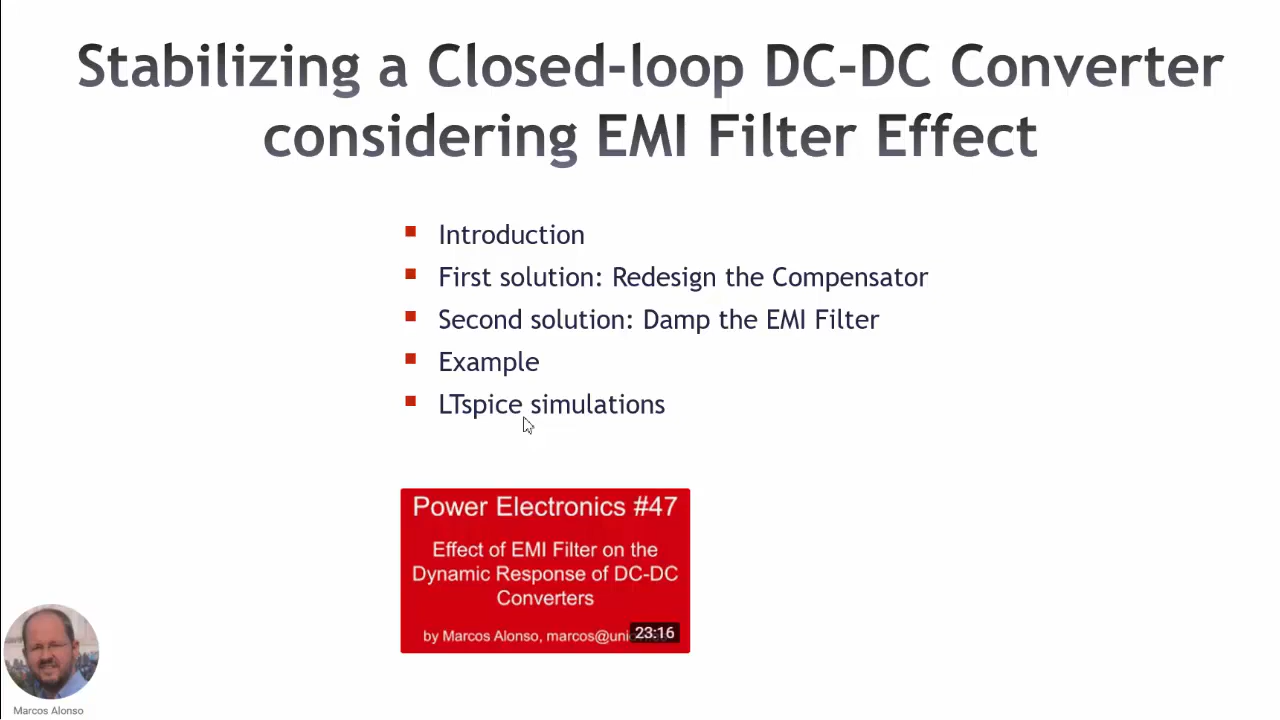 Stabilizing a Closed-loop DC-DC Converter
considering EMI Filter Effect
Introduction
First solution: Redesign the Compensator
Second solution: Damp the EMI Filter
Example
LTspice simulations
Power Electronics #47
Effect of EMI Filter on the
Dynamic Response of DC-DC
Converters
by Marcos Alonso,
23:16
Marcos Alonso